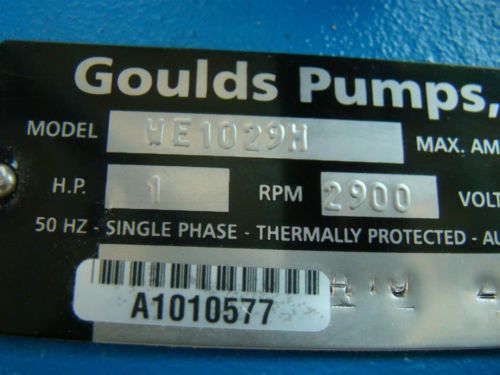 Goulds Pumps,
MODEL WE1029H MAX. AM
H.P. 1 RPM 2900 VOLT
50 HZ - SINGLE PHASE - THERMALLY PROTECTED - AU
A1010577